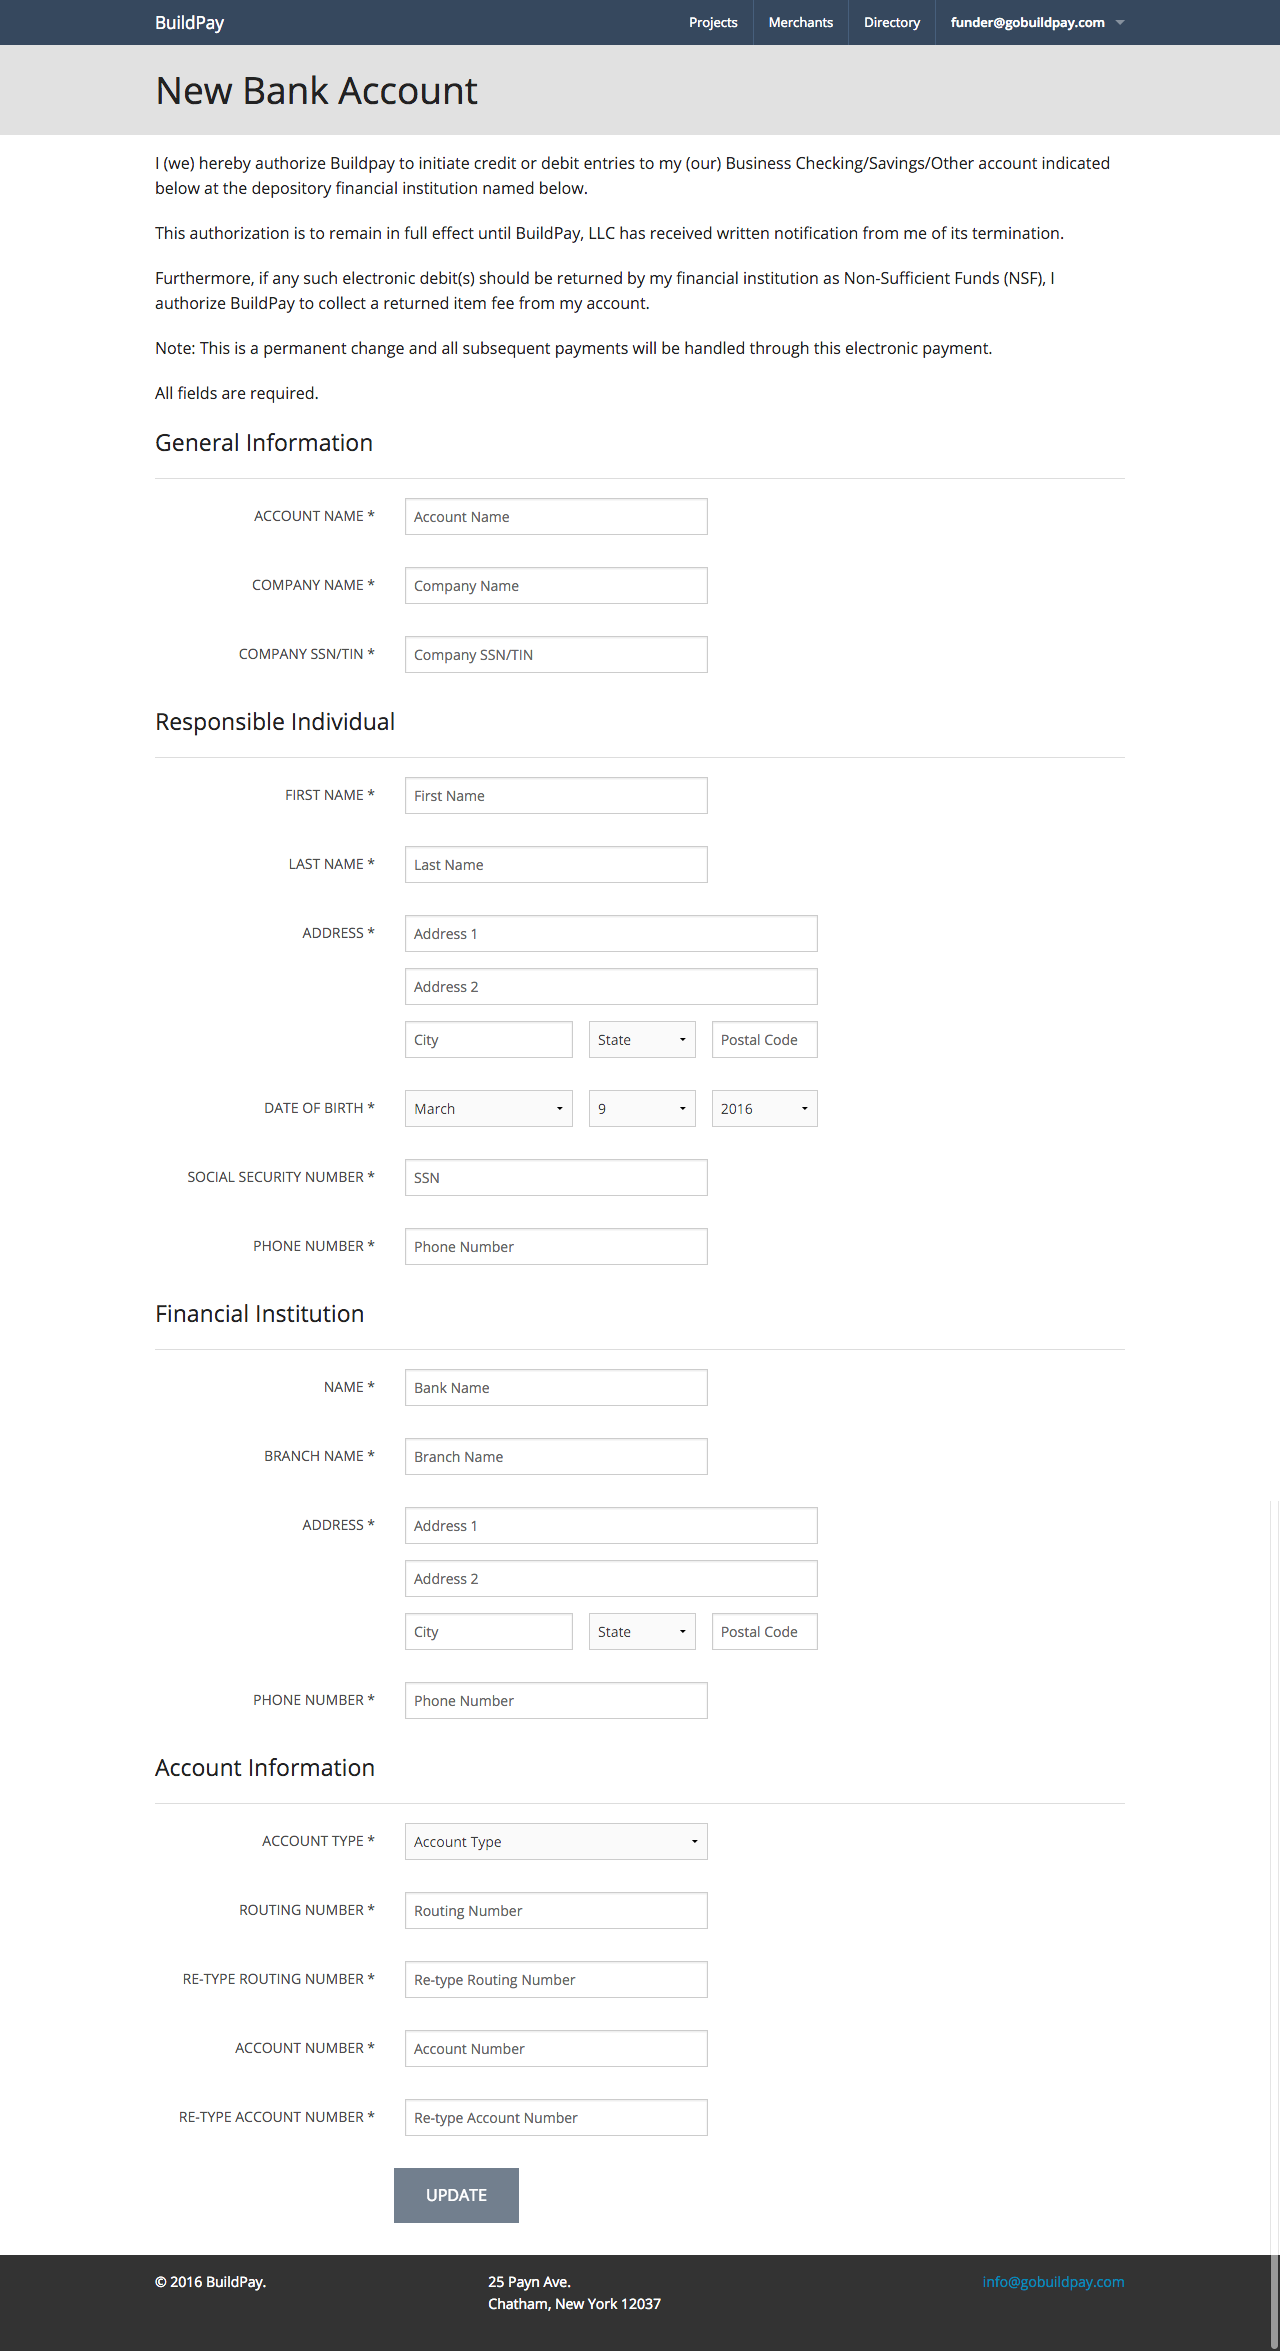 BuildPay
Projects
Merchants
Directory
funder@gobuildpay.com
New Bank Account
I (we) hereby authorize Buildpay to initiate credit or debit entries to my (our) Business Checking/Savings/Other account indicated
below at the depository financial institution named below.
This authorization is to remain in full effect until BuildPay, LLC has received written notification from me of its termination.
Furthermore, if any such electronic debit(s) should be returned by my financial institution as Non-Sufficient Funds (NSF), I
authorize BuildPay to collect a returned item fee from my account.
Note: This is a permanent change and all subsequent payments will be handled through this electronic payment.
All fields are required.
General Information
ACCOUNT NAME *
Account Name
COMPANY NAME *
Company Name
COMPANY SSN/TIN *
Company SSN/TIN
Responsible Individual
FIRST NAME *
First Name
LAST NAME *
Last Name
ADDRESS *
Address 1
Address 2
City
State
Postal Code
DATE OF BIRTH *
March
9
2016
SOCIAL SECURITY NUMBER *
SSN
PHONE NUMBER *
Phone Number
Financial Institution
NAME *
Bank Name
BRANCH NAME *
Branch Name
ADDRESS *
Address 1
Address 2
City
State
Postal Code
PHONE NUMBER *
Phone Number
Account Information
ACCOUNT TYPE *
Account Type
ROUTING NUMBER *
Routing Number
RE-TYPE ROUTING NUMBER *
Re-type Routing Number
ACCOUNT NUMBER *
Account Number
RE-TYPE ACCOUNT NUMBER *
Re-type Account Number
UPDATE
© 2016 BuildPay.
25 Payn Ave.
Chatham, New York 12037
info@gobuildpay.com